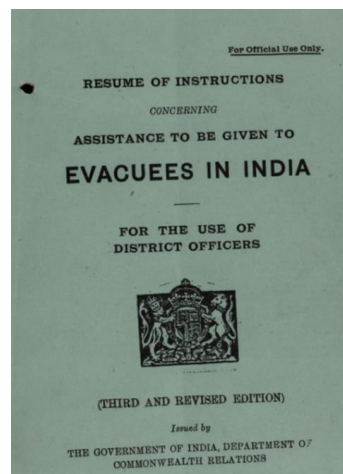 For Official Use Only.
RESUME OF INSTRUCTIONS
CONCERNING
ASSISTANCE TO BE GIVEN TO
EVACUEES IN INDIA
FOR THE USE OF
DISTRICT OFFICERS
(THIRD AND REVISED EDITION)
Issued by
THE GOVERNMENT OF INDIA, DEPARTMENT OF
COMMONWEALTH RELATIONS